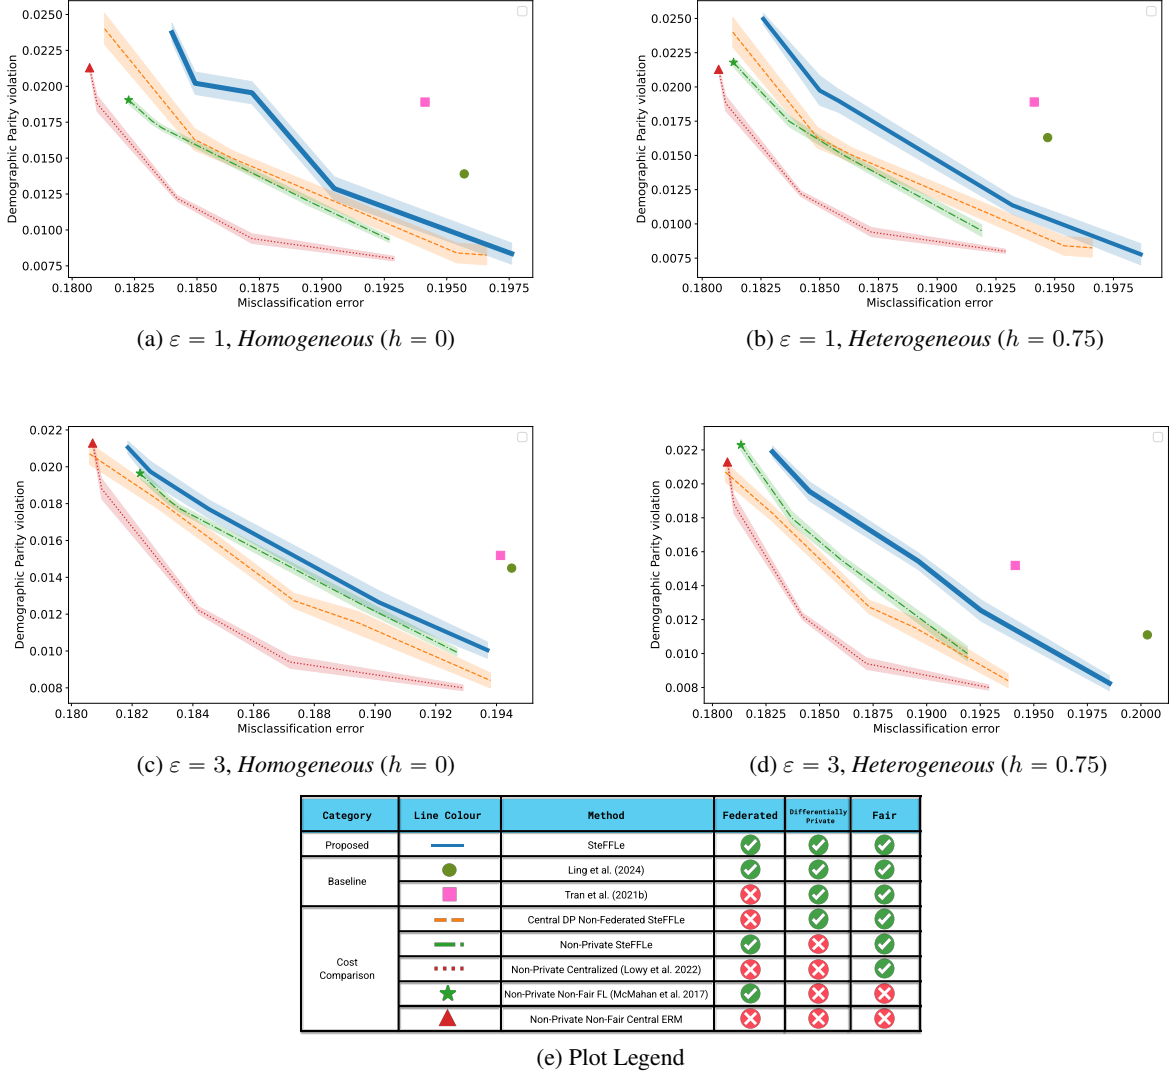 0.0250
0.0225
0.0200
0.0175
0.0150
0.0125
0.0100
0.0075
Demographic Parity violation
0.1800 0.1825 0.1850 0.1875 0.1900 0.1925 0.1950 0.1975
Misclassification error
(a) ε = 1, Homogeneous (h = 0)
0.0250
0.0225
0.0200
0.0175
0.0150
0.0125
0.0100
0.0075
Demographic Parity violation
0.1800 0.1825 0.1850 0.1875 0.1900 0.1925 0.1950 0.1975
Misclassification error
(b) ε = 1, Heterogeneous (h = 0.75)
0.022
0.020
0.018
0.016
0.014
0.012
0.010
0.008
Demographic Parity violation
0.180 0.182 0.184 0.186 0.188 0.190 0.192 0.194
Misclassification error
(c) ε = 3, Homogeneous (h = 0)
0.022
0.020
0.018
0.016
0.014
0.012
0.010
0.008
Demographic Parity violation
0.1800 0.1825 0.1850 0.1875 0.1900 0.1925 0.1950 0.1975 0.2000
Misclassification error
(d) ε = 3, Heterogeneous (h = 0.75)
Category Line Colour Method Federated Differentially Private Fair
Proposed SteFFLe
Baseline Ling et al. (2024)
Tran et al. (2021b)
Cost Comparison Central DP Non-Federated SteFFLe
Non-Private SteFFLe
Non-Private Centralized (Lowy et al. 2022)
Non-Private Non-Fair FL (McMahan et al. 2017)
Non-Private Non-Fair Central ERM
(e) Plot Legend